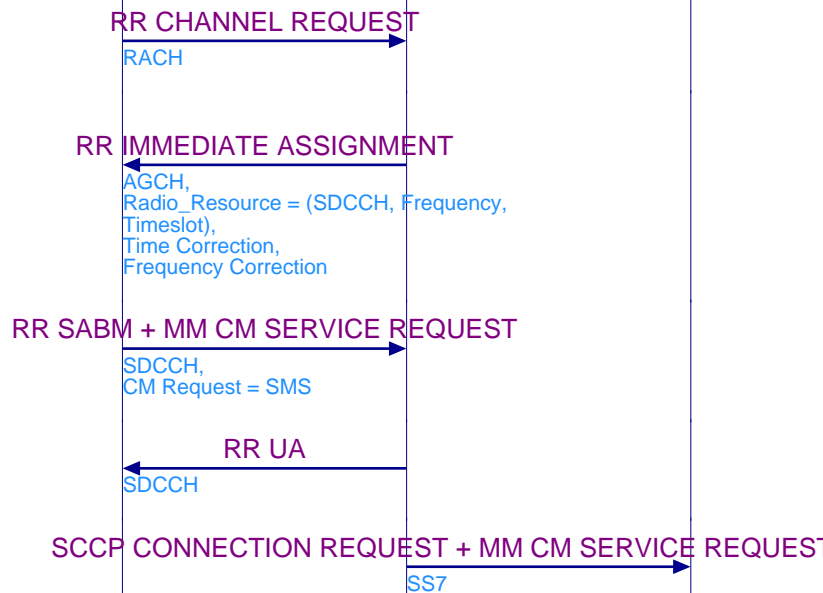 RR CHANNEL REQUEST
RACH
RR IMMEDIATE ASSIGNMENT
AGCH,
Radio_Resource = (SDCCH, Frequency,
Timeslot),
Time Correction,
Frequency Correction
RR SABM + MM CM SERVICE REQUEST
SDCCH,
CM Request = SMS
RR UA
SDCCH
SCCP CONNECTION REQUEST + MM CM SERVICE REQUEST
SS7